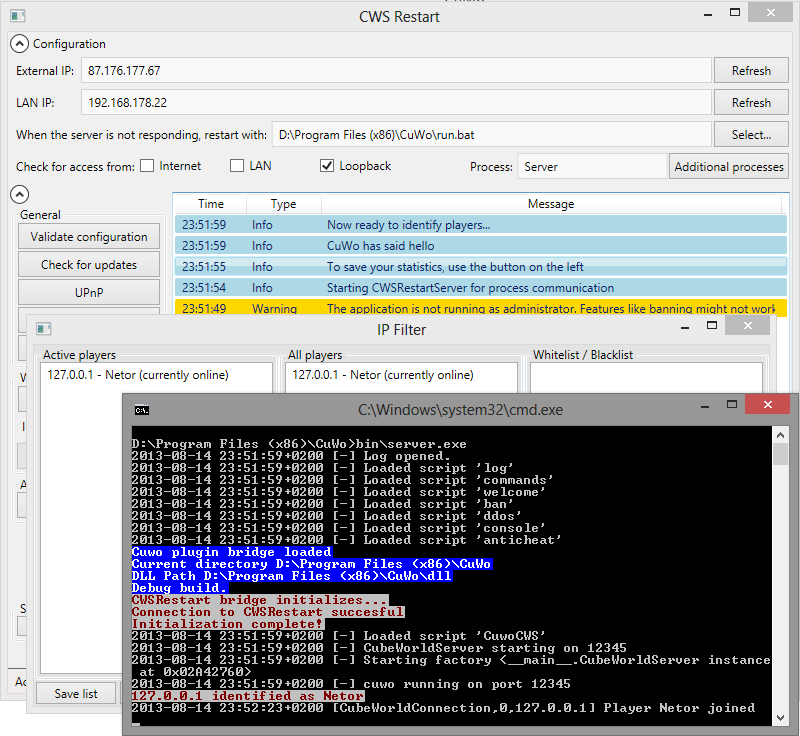 CWS Restart
Configuration
External IP: 87.176.177.67 Refresh
LAN IP: 192.168.178.22 Refresh
When the server is not responding, restart with: D:\Program Files (x86)\CuWo\run.bat Select...
Check for access from: Internet LAN Loopback Process: Server Additional processes
General
Validate configuration
Check for updates
UPnP
Time Type Message
23:51:59 Info Now ready to identify players...
23:51:59 Info CuWo has said hello
23:51:55 Info To save your statistics, use the button on the left
23:51:54 Info Starting CWSRestartServer for process communication
23:51:49 Warning The application is not running as administrator. Features like banning might not work
IP Filter
Active players All players Whitelist / Blacklist
127.0.0.1 - Netor (currently online) 127.0.0.1 - Netor (currently online)
Save list
C:\Windows\system32\cmd.exe
D:\Program Files (x86)\CuWo>bin\server.exe
2013-08-14 23:51:59+0200 [-] Log opened.
2013-08-14 23:51:59+0200 [-] Loaded script 'log'
2013-08-14 23:51:59+0200 [-] Loaded script 'commands'
2013-08-14 23:51:59+0200 [-] Loaded script 'welcome'
2013-08-14 23:51:59+0200 [-] Loaded script 'ban'
2013-08-14 23:51:59+0200 [-] Loaded script 'ddos'
2013-08-14 23:51:59+0200 [-] Loaded script 'console'
2013-08-14 23:51:59+0200 [-] Loaded script 'anticheat'
Cuwo plugin bridge loaded
Current directory D:\Program Files (x86)\CuWo
DLL Path D:\Program Files (x86)\CuWo\dll
Debug build.
CWSRestart bridge initializes...
Connection to CWSRestart succesful
Initialization complete!
2013-08-14 23:51:59+0200 [-] Loaded script 'CuwoCWS'
2013-08-14 23:51:59+0200 [-] CubeWorldServer starting on 12345
2013-08-14 23:51:59+0200 [-] Starting factory <__main__.CubeWorldServer instance
at 0x02A42760>
2013-08-14 23:51:59+0200 [-] cuwo running on port 12345
127.0.0.1 identified as Netor
2013-08-14 23:52:23+0200 [CubeWorldConnection,0,127.0.0.1] Player Netor joined